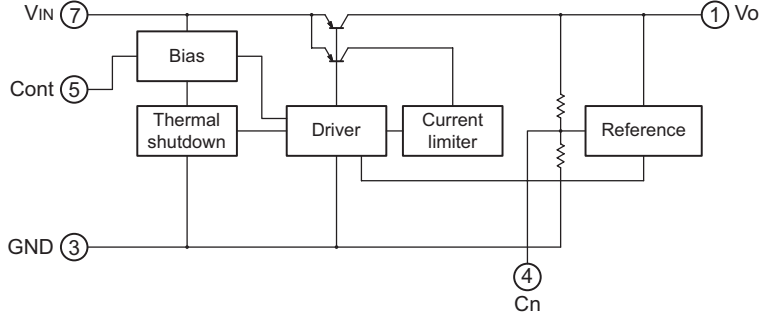 VIN 7
1 Vo
Bias
Cont 5
Thermal
shutdown
Driver
Current
limiter
Reference
GND 3
4
Cn